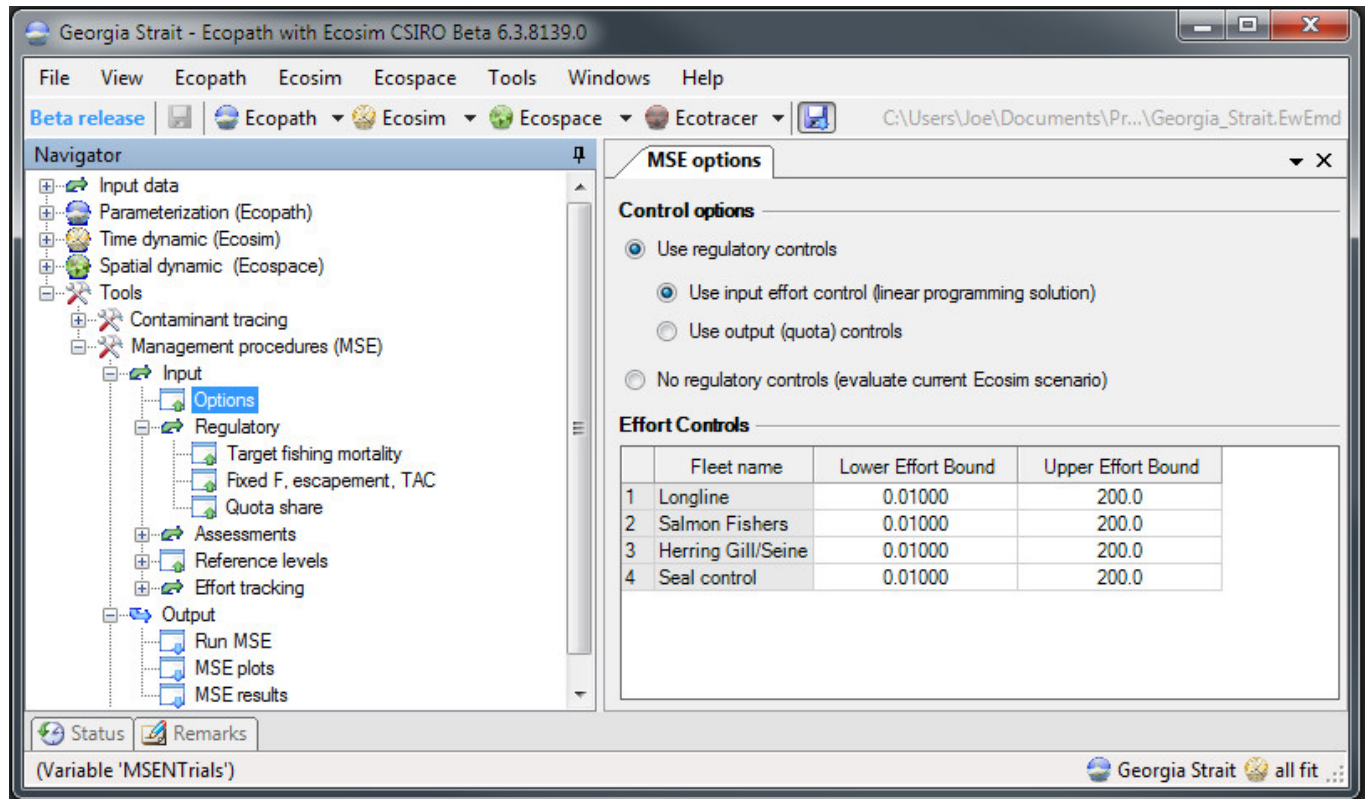 Georgia Strait - Ecopath with Ecosim CSIRO Beta 6.3.8139.0
File View Ecopath Ecosim Ecospace Tools Windows Help
Beta release Ecopath Ecosim Ecospace Ecotracer C:\Users\Joe\Documents\Pr...\Georgia_Strait.EwEmd
Navigator
Input data
Parameterization (Ecopath)
Time dynamic (Ecosim)
Spatial dynamic (Ecospace)
Tools
Contaminant tracing
Management procedures (MSE)
Input
Options
Regulatory
Target fishing mortality
Fixed F, escapement, TAC
Quota share
Assessments
Reference levels
Effort tracking
Output
Run MSE
MSE plots
MSE results
MSE options
Control options
Use regulatory controls
Use input effort control (linear programming solution)
Use output (quota) controls
No regulatory controls (evaluate current Ecosim scenario)
Effort Controls
Fleet name Lower Effort Bound Upper Effort Bound
1 Longline 0.01000 200.0
2 Salmon Fishers 0.01000 200.0
3 Herring Gill/Seine 0.01000 200.0
4 Seal control 0.01000 200.0
Status Remarks
(Variable 'MSENTrials') Georgia Strait all fit